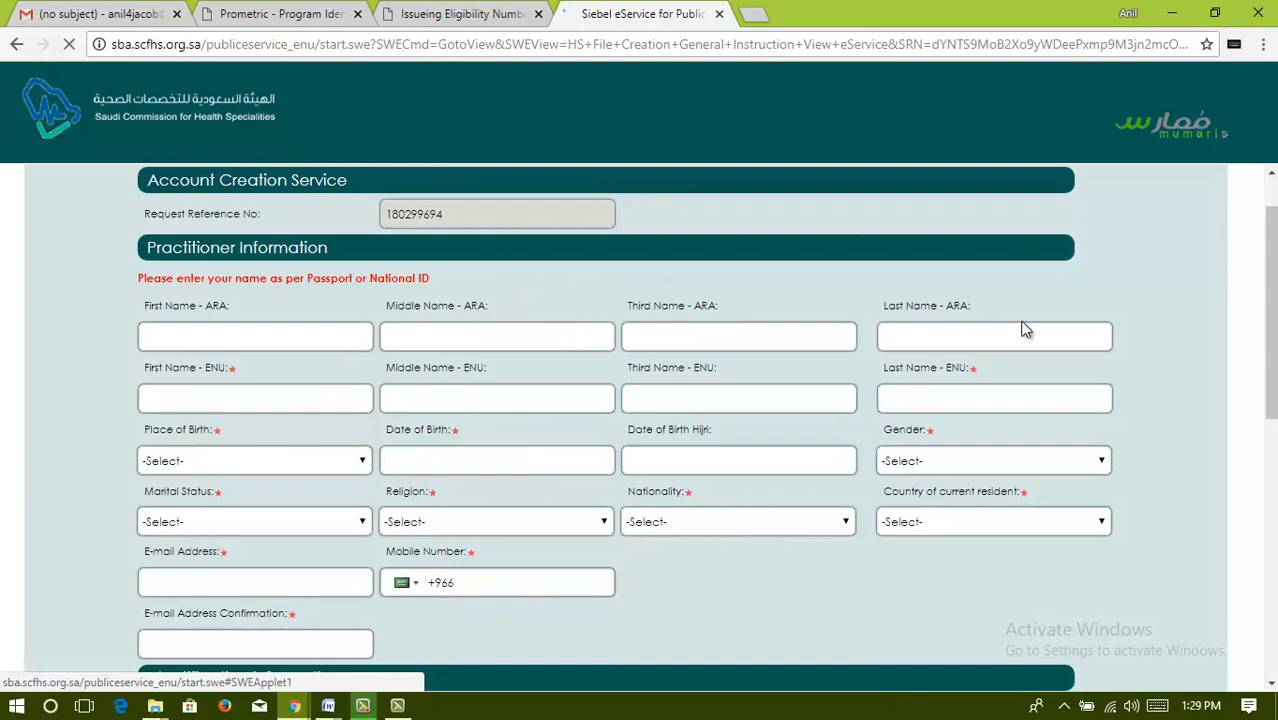 (no subject) - anil4jacob
Prometric - Program Iden
Issueing Eligibility Numb
Siebel eService for Public
Anil
sba.scfhs.org.sa/publiceservice_enu/start.swe?SWECmd=GotoView&SWEView=HS+File+Creation+General+Instruction+View+eService&SRN=dYNTS9MoB2Xo9yWDeePxmp9M3jn2mcO...
الهيئة السعودية للتخصصات الصحية
Saudi Commission for Health Specialities
مُمارس
mumaris
Account Creation Service
Request Reference No:
180299694
Practitioner Information
Please enter your name as per Passport or National ID
First Name - ARA:
Middle Name - ARA:
Third Name - ARA:
Last Name - ARA:
First Name - ENU:*
Middle Name - ENU:
Third Name - ENU:
Last Name - ENU:*
Place of Birth:*
Date of Birth:*
Date of Birth Hijri:
Gender:*
-Select-
-Select-
Marital Status:*
Religion:*
Nationality:*
Country of current resident:*
-Select-
-Select-
-Select-
-Select-
E-mail Address:*
Mobile Number:*
+966
E-mail Address Confirmation:*
Activate Windows
Go to Settings to activate Windows.
sba.scfhs.org.sa/publiceservice_enu/start.swe#SWEApplet1
1:29 PM